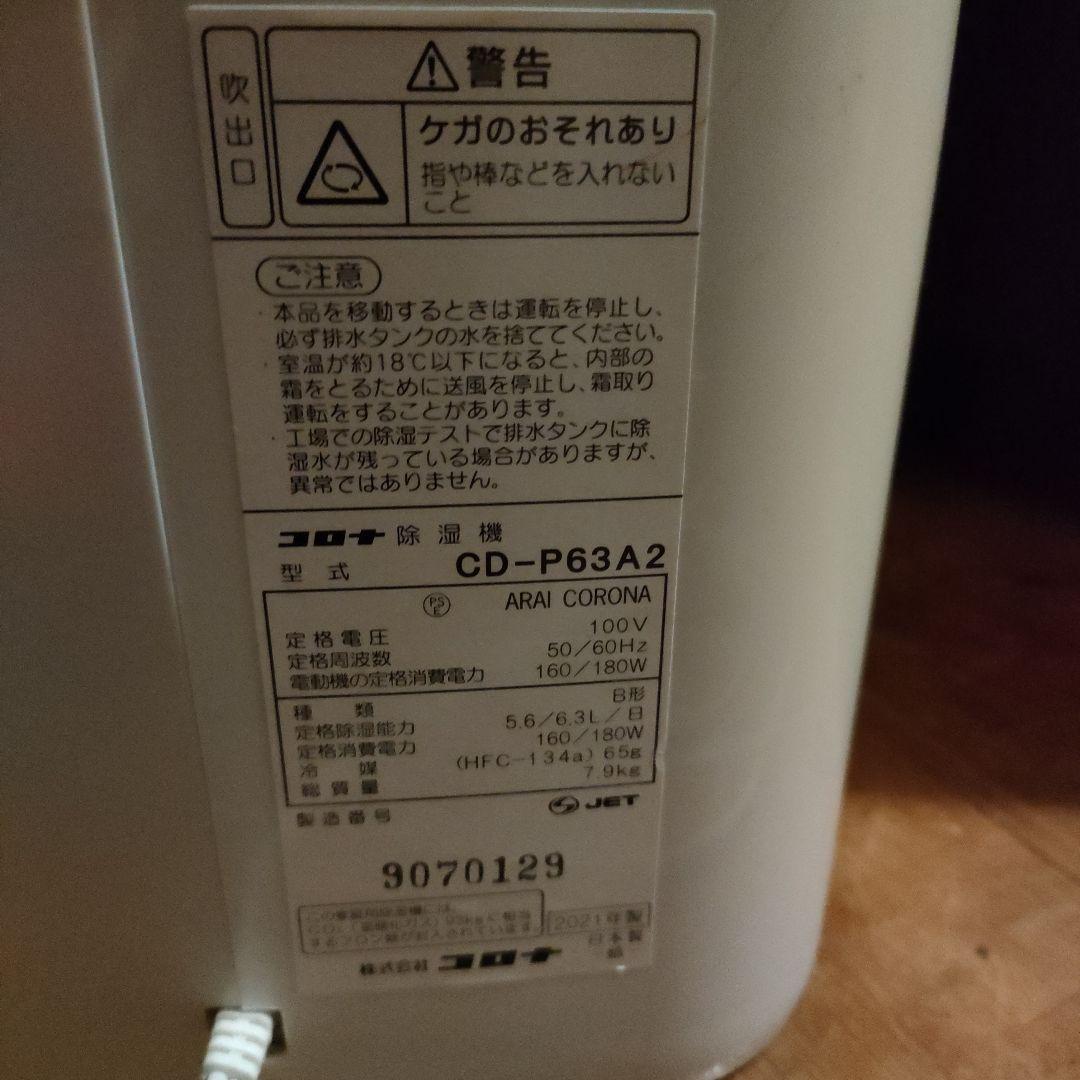 吹出口
警告
ケガのおそれあり
指や棒などを入れない
こと
ご注意
・本品を移動するときは運転を停止し、
必ず排水タンクの水を捨ててください。
・室温が約18℃以下になると、内部の
霜をとるために送風を停止し、霜取り
運転をすることがあります。
・工場での除湿テストで排水タンクに除
湿水が残っている場合がありますが、
異常ではありません。
コロナ 除湿機
型式 CD-P63A2
PSE ARAI CORONA
定格電圧 100V
定格周波数 50/60Hz
電動機の定格消費電力 160/180W
種類 B形
定格除湿能力 5.6/6.3L/日
定格消費電力 160/180W
冷媒 (HFC-134a) 65g
総質量 7.9kg
製造番号 JET
9070129
この家庭用除湿機には、
2021年製
日本製
株式会社 コロナ